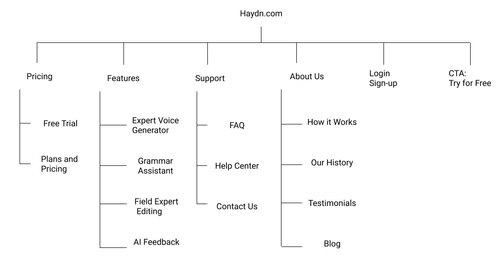 Haydn.com
Pricing
Features
Support
About Us
Login
Sign-up
CTA:
Try for Free
Free Trial
Plans and
Pricing
Expert Voice
Generator
Grammar
Assistant
Field Expert
Editing
AI Feedback
FAQ
Help Center
Contact Us
How it Works
Our History
Testimonials
Blog